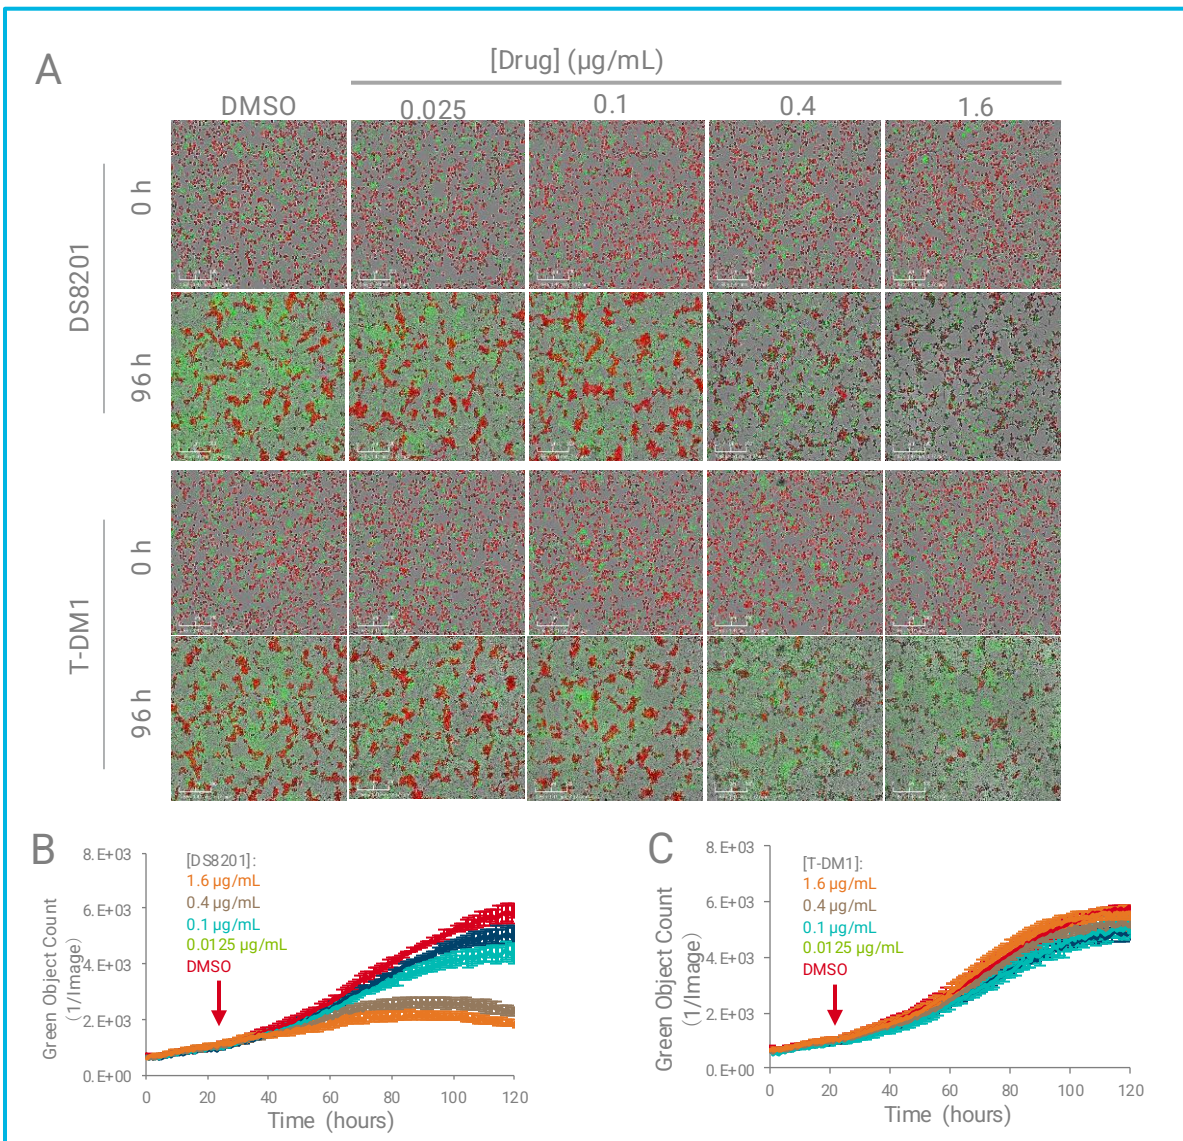 A
[Drug] (µg/mL)
DMSO 0.025 0.1 0.4 1.6
DS8201
0 h
96 h
T-DM1
0 h
96 h
B
Green Object Count
(1/Image)
8.E+03
6.E+03
4.E+03
2.E+03
0.E+00
[DS8201]:
1.6 µg/mL
0.4 µg/mL
0.1 µg/mL
0.0125 µg/mL
DMSO
0 20 40 60 80 100 120
Time (hours)
C
Green Object Count
(1/Image)
8.E+03
6.E+03
4.E+03
2.E+03
0.E+00
[T-DM1]:
1.6 µg/mL
0.4 µg/mL
0.1 µg/mL
0.0125 µg/mL
DMSO
0 20 40 60 80 100 120
Time (hours)